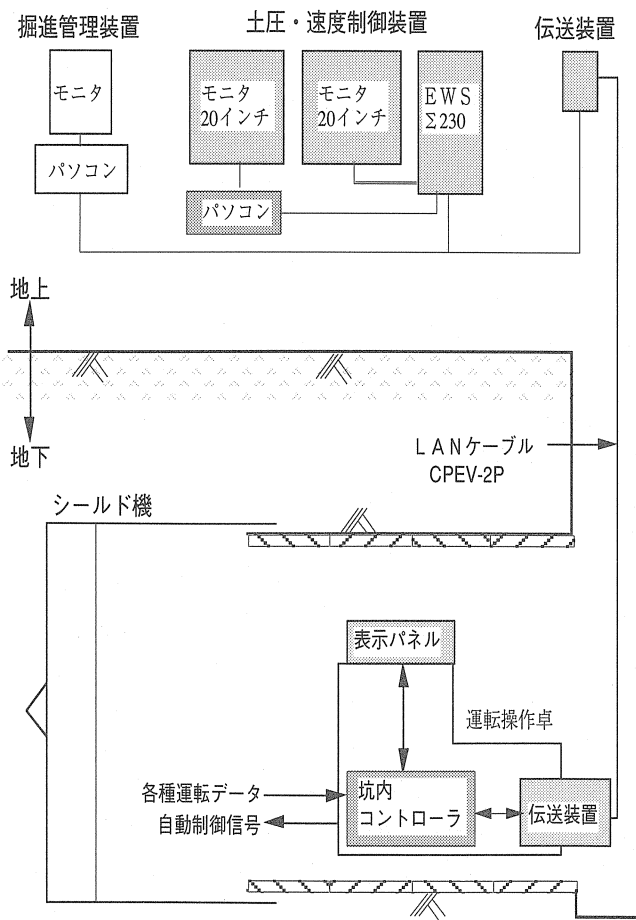 掘進管理装置
土圧・速度制御装置
伝送装置
モニタ
モニタ
20インチ
モニタ
20インチ
EWS
Σ230
パソコン
パソコン
地上
地下
LANケーブル
CPEV-2P
シールド機
表示パネル
運転操作卓
各種運転データ
自動制御信号
坑内
コントローラ
伝送装置